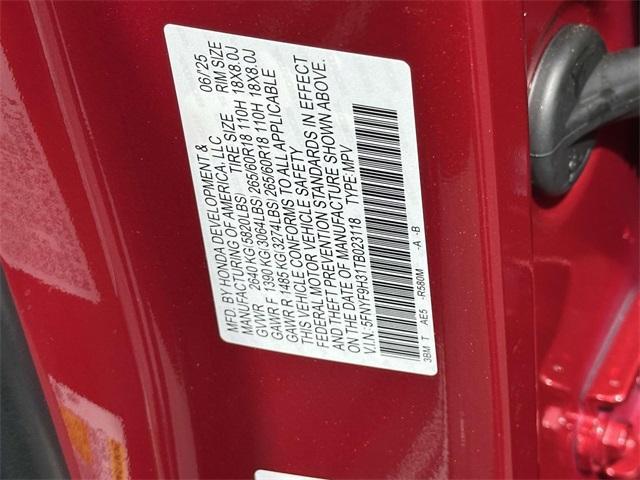 MFD. BY HONDA DEVELOPMENT & 06/'25
MANUFACTURING OF AMERICA, LLC
TIRE SIZE RIM SIZE
GVWR 2640 KG(5820LBS)
GAWR F 1390 KG(3064LBS) 265/60R18 110H 18X8.0J
GAWR R 1485 KG(3274LBS) 265/60R18 110H 18X8.0J
THIS VEHICLE CONFORMS TO ALL APPLICABLE
FEDERAL MOTOR VEHICLE SAFETY
AND THEFT PREVENTION STANDARDS IN EFFECT
ON THE DATE OF MANUFACTURE SHOWN ABOVE.
V.I.N: 5FNYF9H31TB023118 TYPE: MPV
3BM T AE5 -R580M -A -B